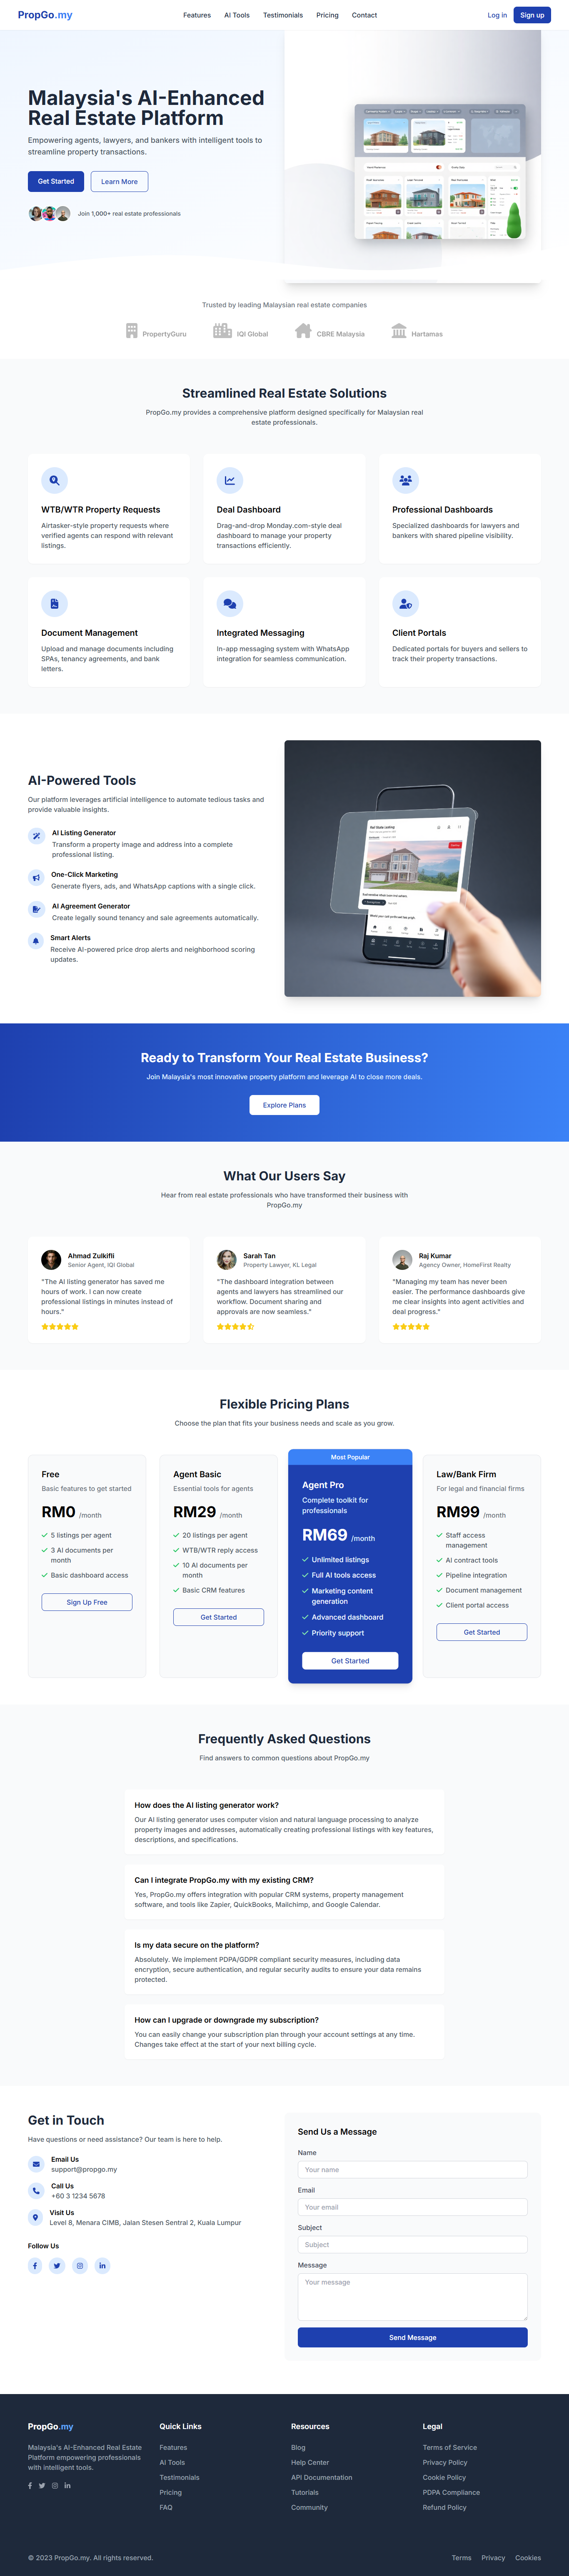 PropGo.my
Features
AI Tools
Testimonials
Pricing
Contact
Log in
Sign up
Malaysia's AI-Enhanced
Real Estate Platform
Empowering agents, lawyers, and bankers with intelligent tools to
streamline property transactions.
Get Started
Learn More
Join 1,000+ real estate professionals
Trusted by leading Malaysian real estate companies
PropertyGuru
IQI Global
CBRE Malaysia
Hartamas
Streamlined Real Estate Solutions
PropGo.my provides a comprehensive platform designed specifically for Malaysian real
estate professionals.
WTB/WTR Property Requests
Airtasker-style property requests where
verified agents can respond with relevant
listings.
Deal Dashboard
Drag-and-drop Monday.com-style deal
dashboard to manage your property
transactions efficiently.
Professional Dashboards
Specialized dashboards for lawyers and
bankers with shared pipeline visibility.
Document Management
Upload and manage documents including
SPAs, tenancy agreements, and bank
letters.
Integrated Messaging
In-app messaging system with WhatsApp
integration for seamless communication.
Client Portals
Dedicated portals for buyers and sellers to
track their property transactions.
AI-Powered Tools
Our platform leverages artificial intelligence to automate tedious tasks and
provide valuable insights.
AI Listing Generator
Transform a property image and address into a complete
professional listing.
One-Click Marketing
Generate flyers, ads, and WhatsApp captions with a single click.
AI Agreement Generator
Create legally sound tenancy and sale agreements automatically.
Smart Alerts
Receive AI-powered price drop alerts and neighborhood scoring
updates.
Ready to Transform Your Real Estate Business?
Join Malaysia's most innovative property platform and leverage AI to close more deals.
Explore Plans
What Our Users Say
Hear from real estate professionals who have transformed their business with
PropGo.my
Ahmad Zulkifli
Senior Agent, IQI Global
"The AI listing generator has saved me
hours of work. I can now create
professional listings in minutes instead of
hours."
Sarah Tan
Property Lawyer, KL Legal
"The dashboard integration between
agents and lawyers has streamlined our
workflow. Document sharing and
approvals are now seamless."
Raj Kumar
Agency Owner, HomeFirst Realty
"Managing my team has never been
easier. The performance dashboards give
me clear insights into agent activities and
deal progress."
Flexible Pricing Plans
Choose the plan that fits your business needs and scale as you grow.
Free
Basic features to get started
RM0 /month
5 listings per agent
3 AI documents per
month
Basic dashboard access
Sign Up Free
Agent Basic
Essential tools for agents
RM29 /month
20 listings per agent
WTB/WTR reply access
10 AI documents per
month
Basic CRM features
Get Started
Most Popular
Agent Pro
Complete toolkit for
professionals
RM69 /month
Unlimited listings
Full AI tools access
Marketing content
generation
Advanced dashboard
Priority support
Get Started
Law/Bank Firm
For legal and financial firms
RM99 /month
Staff access
management
AI contract tools
Pipeline integration
Document management
Client portal access
Get Started
Frequently Asked Questions
Find answers to common questions about PropGo.my
How does the AI listing generator work?
Our AI listing generator uses computer vision and natural language processing to analyze
property images and addresses, automatically creating professional listings with key features,
descriptions, and specifications.
Can I integrate PropGo.my with my existing CRM?
Yes, PropGo.my offers integration with popular CRM systems, property management
software, and tools like Zapier, QuickBooks, Mailchimp, and Google Calendar.
Is my data secure on the platform?
Absolutely. We implement PDPA/GDPR compliant security measures, including data
encryption, secure authentication, and regular security audits to ensure your data remains
protected.
How can I upgrade or downgrade my subscription?
You can easily change your subscription plan through your account settings at any time.
Changes take effect at the start of your next billing cycle.
Get in Touch
Have questions or need assistance? Our team is here to help.
Email Us
support@propgo.my
Call Us
+60 3 1234 5678
Visit Us
Level 8, Menara CIMB, Jalan Stesen Sentral 2, Kuala Lumpur
Follow Us
Send Us a Message
Name
Your name
Email
Your email
Subject
Subject
Message
Your message
Send Message
PropGo.my
Malaysia's AI-Enhanced Real Estate
Platform empowering professionals
with intelligent tools.
Quick Links
Features
AI Tools
Testimonials
Pricing
FAQ
Resources
Blog
Help Center
API Documentation
Tutorials
Community
Legal
Terms of Service
Privacy Policy
Cookie Policy
PDPA Compliance
Refund Policy
© 2023 PropGo.my. All rights reserved.
Terms
Privacy
Cookies